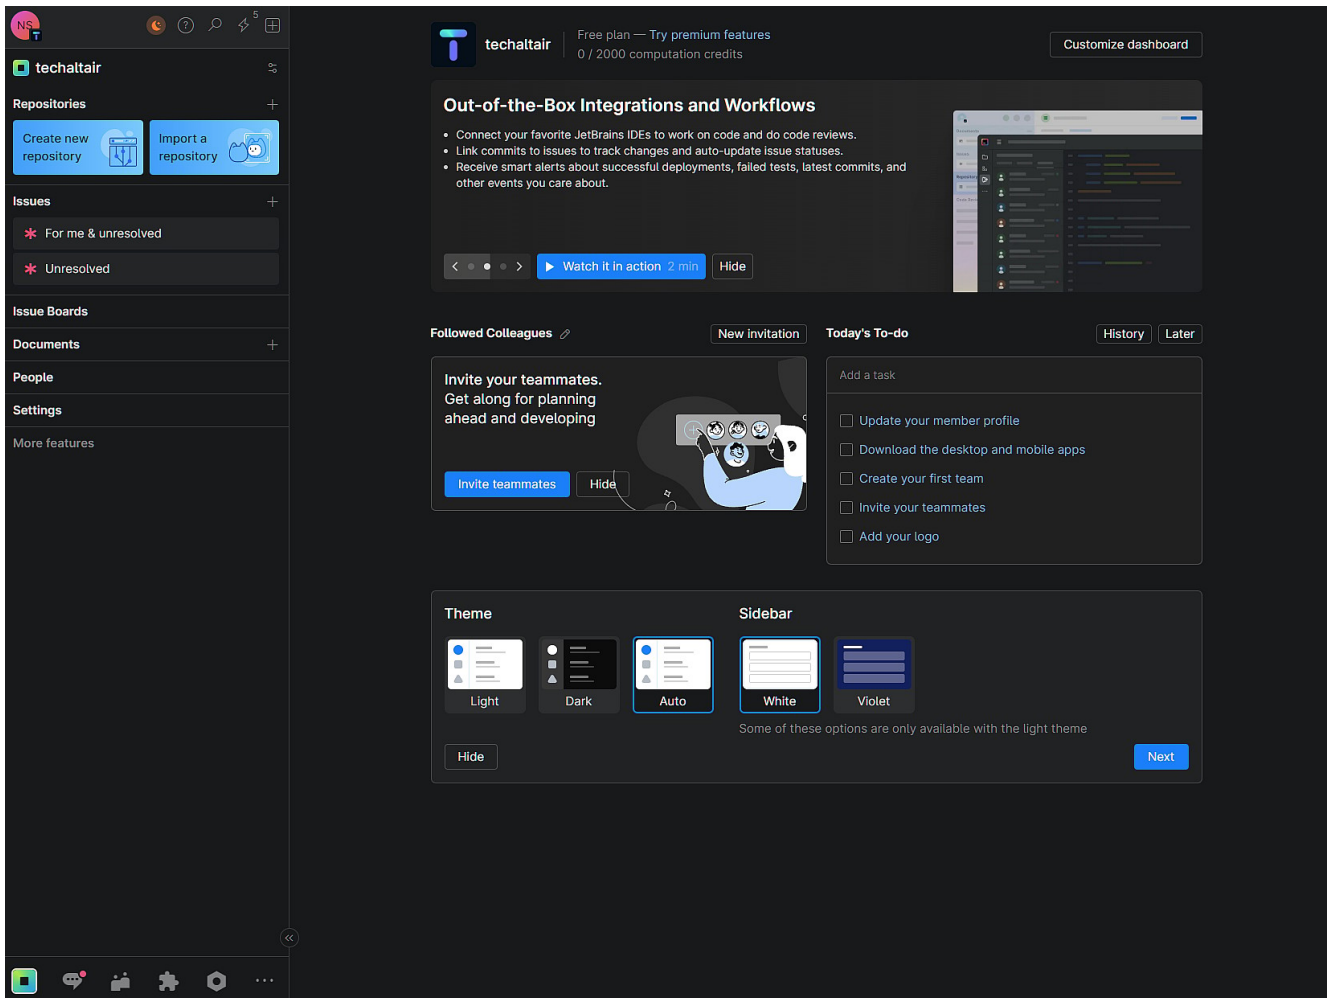 NS
5
techaltair
Repositories
Create new
repository
Import a
repository
Issues
For me & unresolved
Unresolved
Issue Boards
Documents
People
Settings
More features
techaltair
Free plan — Try premium features
0 / 2000 computation credits
Customize dashboard
Out-of-the-Box Integrations and Workflows
• Connect your favorite JetBrains IDEs to work on code and do code reviews.
• Link commits to issues to track changes and auto-update issue statuses.
• Receive smart alerts about successful deployments, failed tests, latest commits, and
other events you care about.
Watch it in action 2 min
Hide
Followed Colleagues
New invitation
Invite your teammates.
Get along for planning
ahead and developing
Invite teammates
Hide
Today's To-do
History
Later
Add a task
Update your member profile
Download the desktop and mobile apps
Create your first team
Invite your teammates
Add your logo
Theme
Light
Dark
Auto
Sidebar
White
Violet
Some of these options are only available with the light theme
Hide
Next